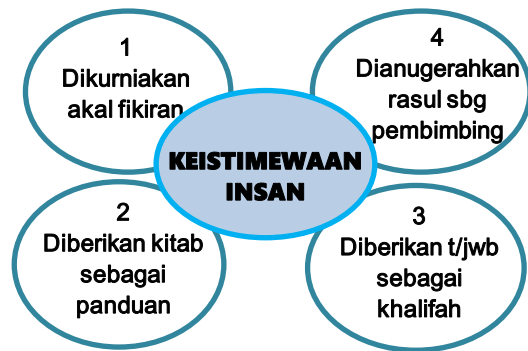 1
Dikurniakan
akal fikiran
4
Dianugerahkan
rasul sbg
pembimbing
KEISTIMEWAAN
INSAN
2
Diberikan kitab
sebagai
panduan
3
Diberikan t/jwb
sebagai
khalifah